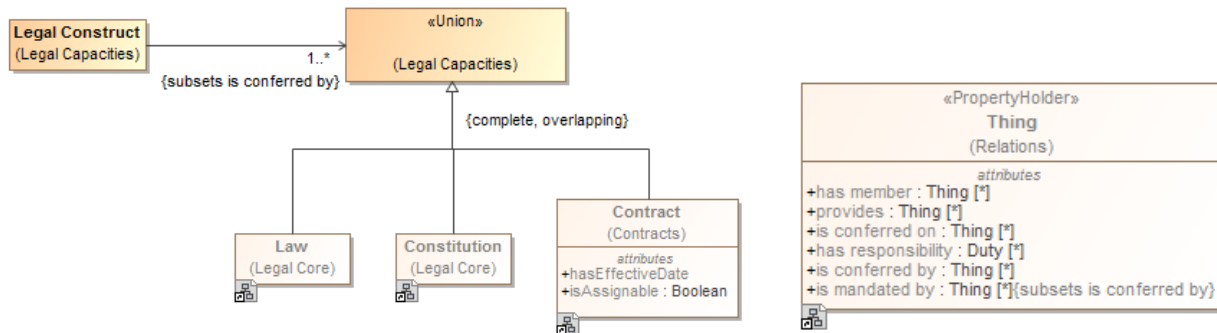 Legal Construct
(Legal Capacities)
1..*
{subsets is conferred by}
«Union»
(Legal Capacities)
{complete, overlapping}
Law
(Legal Core)
Constitution
(Legal Core)
Contract
(Contracts)
attributes
+hasEffectiveDate
+isAssignable : Boolean
«PropertyHolder»
Thing
(Relations)
attributes
+has member : Thing [*]
+provides : Thing [*]
+is conferred on : Thing [*]
+has responsibility : Duty [*]
+is conferred by : Thing [*]
+is mandated by : Thing [*]{subsets is conferred by}